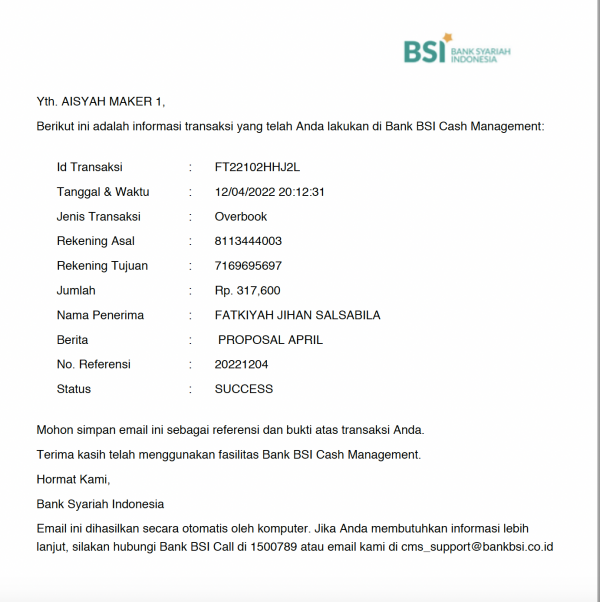 BSI BANK SYARIAH
INDONESIA
Yth. AISYAH MAKER 1,
Berikut ini adalah informasi transaksi yang telah Anda lakukan di Bank BSI Cash Management:
Id Transaksi : FT22102HHJ2L
Tanggal & Waktu : 12/04/2022 20:12:31
Jenis Transaksi : Overbook
Rekening Asal : 8113444003
Rekening Tujuan : 7169695697
Jumlah : Rp. 317,600
Nama Penerima : FATKIYAH JIHAN SALSABILA
Berita : PROPOSAL APRIL
No. Referensi : 20221204
Status : SUCCESS
Mohon simpan email ini sebagai referensi dan bukti atas transaksi Anda.
Terima kasih telah menggunakan fasilitas Bank BSI Cash Management.
Hormat Kami,
Bank Syariah Indonesia
Email ini dihasilkan secara otomatis oleh komputer. Jika Anda membutuhkan informasi lebih
lanjut, silakan hubungi Bank BSI Call di 1500789 atau email kami di cms_support@bankbsi.co.id